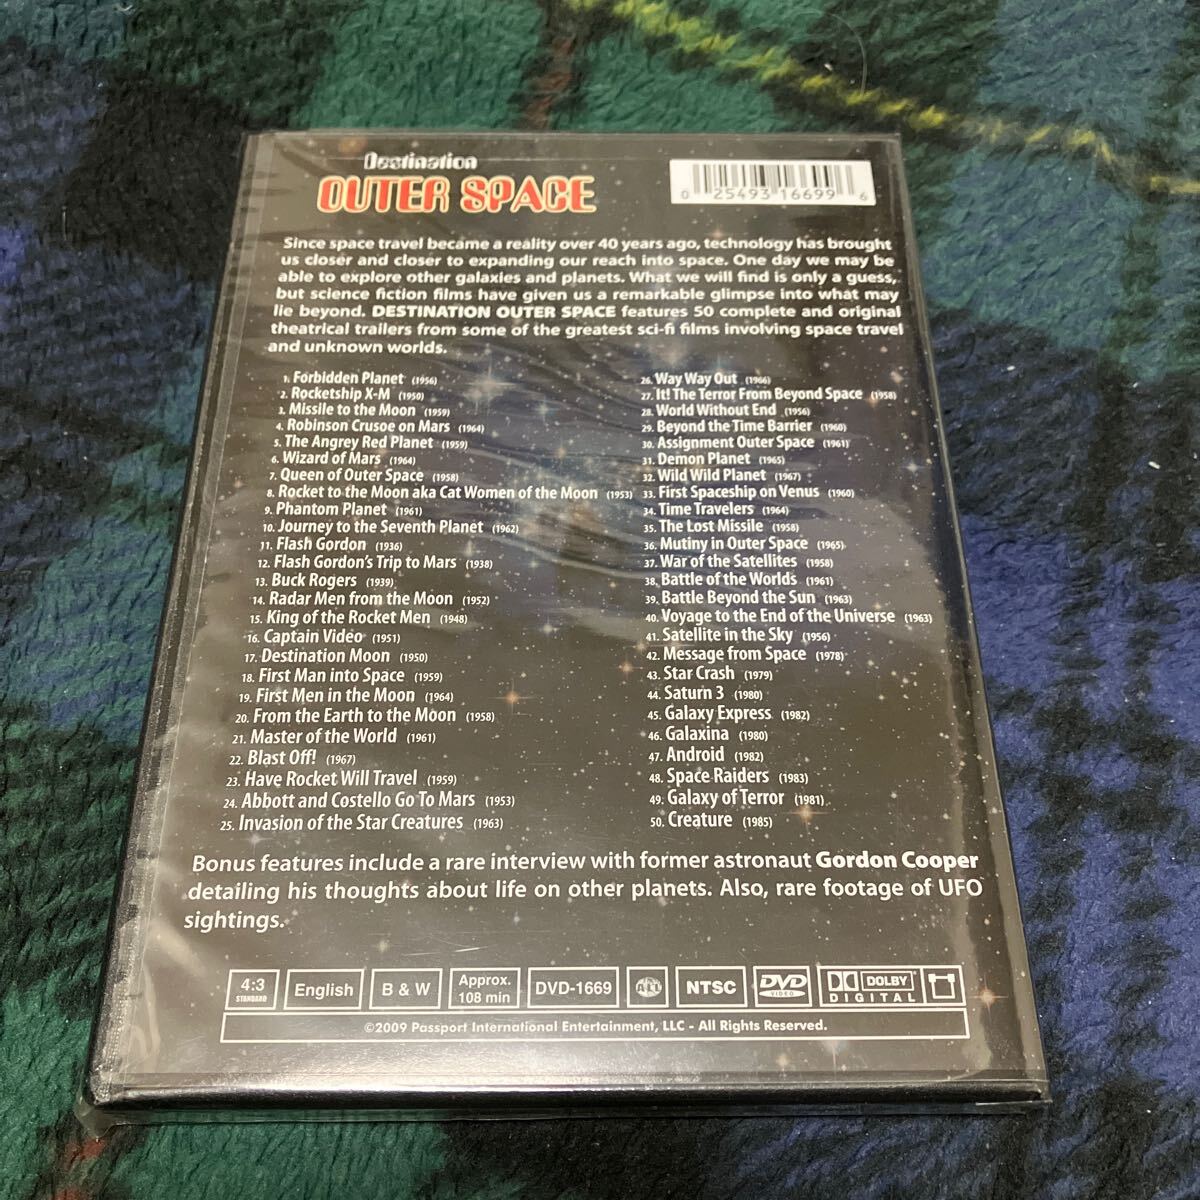 Destination
OUTER SPACE
0 25493 16699 6
Since space travel became a reality over 40 years ago, technology has brought
us closer and closer to expanding our reach into space. One day we may be
able to explore other galaxies and planets. What we will find is only a guess,
but science fiction films have given us a remarkable glimpse into what may
lie beyond. DESTINATION OUTER SPACE features 50 complete and original
theatrical trailers from some of the greatest sci-fi films involving space travel
and unknown worlds.
1. Forbidden Planet (1956)
2. Rocketship X-M (1950)
3. Missile to the Moon (1959)
4. Robinson Crusoe on Mars (1964)
5. The Angrey Red Planet (1959)
6. Wizard of Mars (1964)
7. Queen of Outer Space (1958)
8. Rocket to the Moon aka Cat Women of the Moon (1953)
9. Phantom Planet (1961)
10. Journey to the Seventh Planet (1962)
11. Flash Gordon (1936)
12. Flash Gordon's Trip to Mars (1938)
13. Buck Rogers (1939)
14. Radar Men from the Moon (1952)
15. King of the Rocket Men (1948)
16. Captain Video (1951)
17. Destination Moon (1950)
18. First Man into Space (1959)
19. First Men in the Moon (1964)
20. From the Earth to the Moon (1958)
21. Master of the World (1961)
22. Blast Off! (1967)
23. Have Rocket Will Travel (1959)
24. Abbott and Costello Go To Mars (1953)
25. Invasion of the Star Creatures (1963)
26. Way Way Out (1966)
27. It! The Terror From Beyond Space (1958)
28. World Without End (1956)
29. Beyond the Time Barrier (1960)
30. Assignment Outer Space (1961)
31. Demon Planet (1965)
32. Wild Wild Planet (1967)
33. First Spaceship on Venus (1960)
34. Time Travelers (1964)
35. The Lost Missile (1958)
36. Mutiny in Outer Space (1965)
37. War of the Satellites (1958)
38. Battle of the Worlds (1961)
39. Battle Beyond the Sun (1963)
40. Voyage to the End of the Universe (1963)
41. Satellite in the Sky (1956)
42. Message from Space (1978)
43. Star Crash (1979)
44. Saturn 3 (1980)
45. Galaxy Express (1982)
46. Galaxina (1980)
47. Android (1982)
48. Space Raiders (1983)
49. Galaxy of Terror (1981)
50. Creature (1985)
Bonus features include a rare interview with former astronaut Gordon Cooper
detailing his thoughts about life on other planets. Also, rare footage of UFO
sightings.
4:3
STANDARD
English
B & W
Approx.
108 min
DVD-1669
NTSC
DVD
VIDEO
DOLBY
DIGITAL
©2009 Passport International Entertainment, LLC - All Rights Reserved.